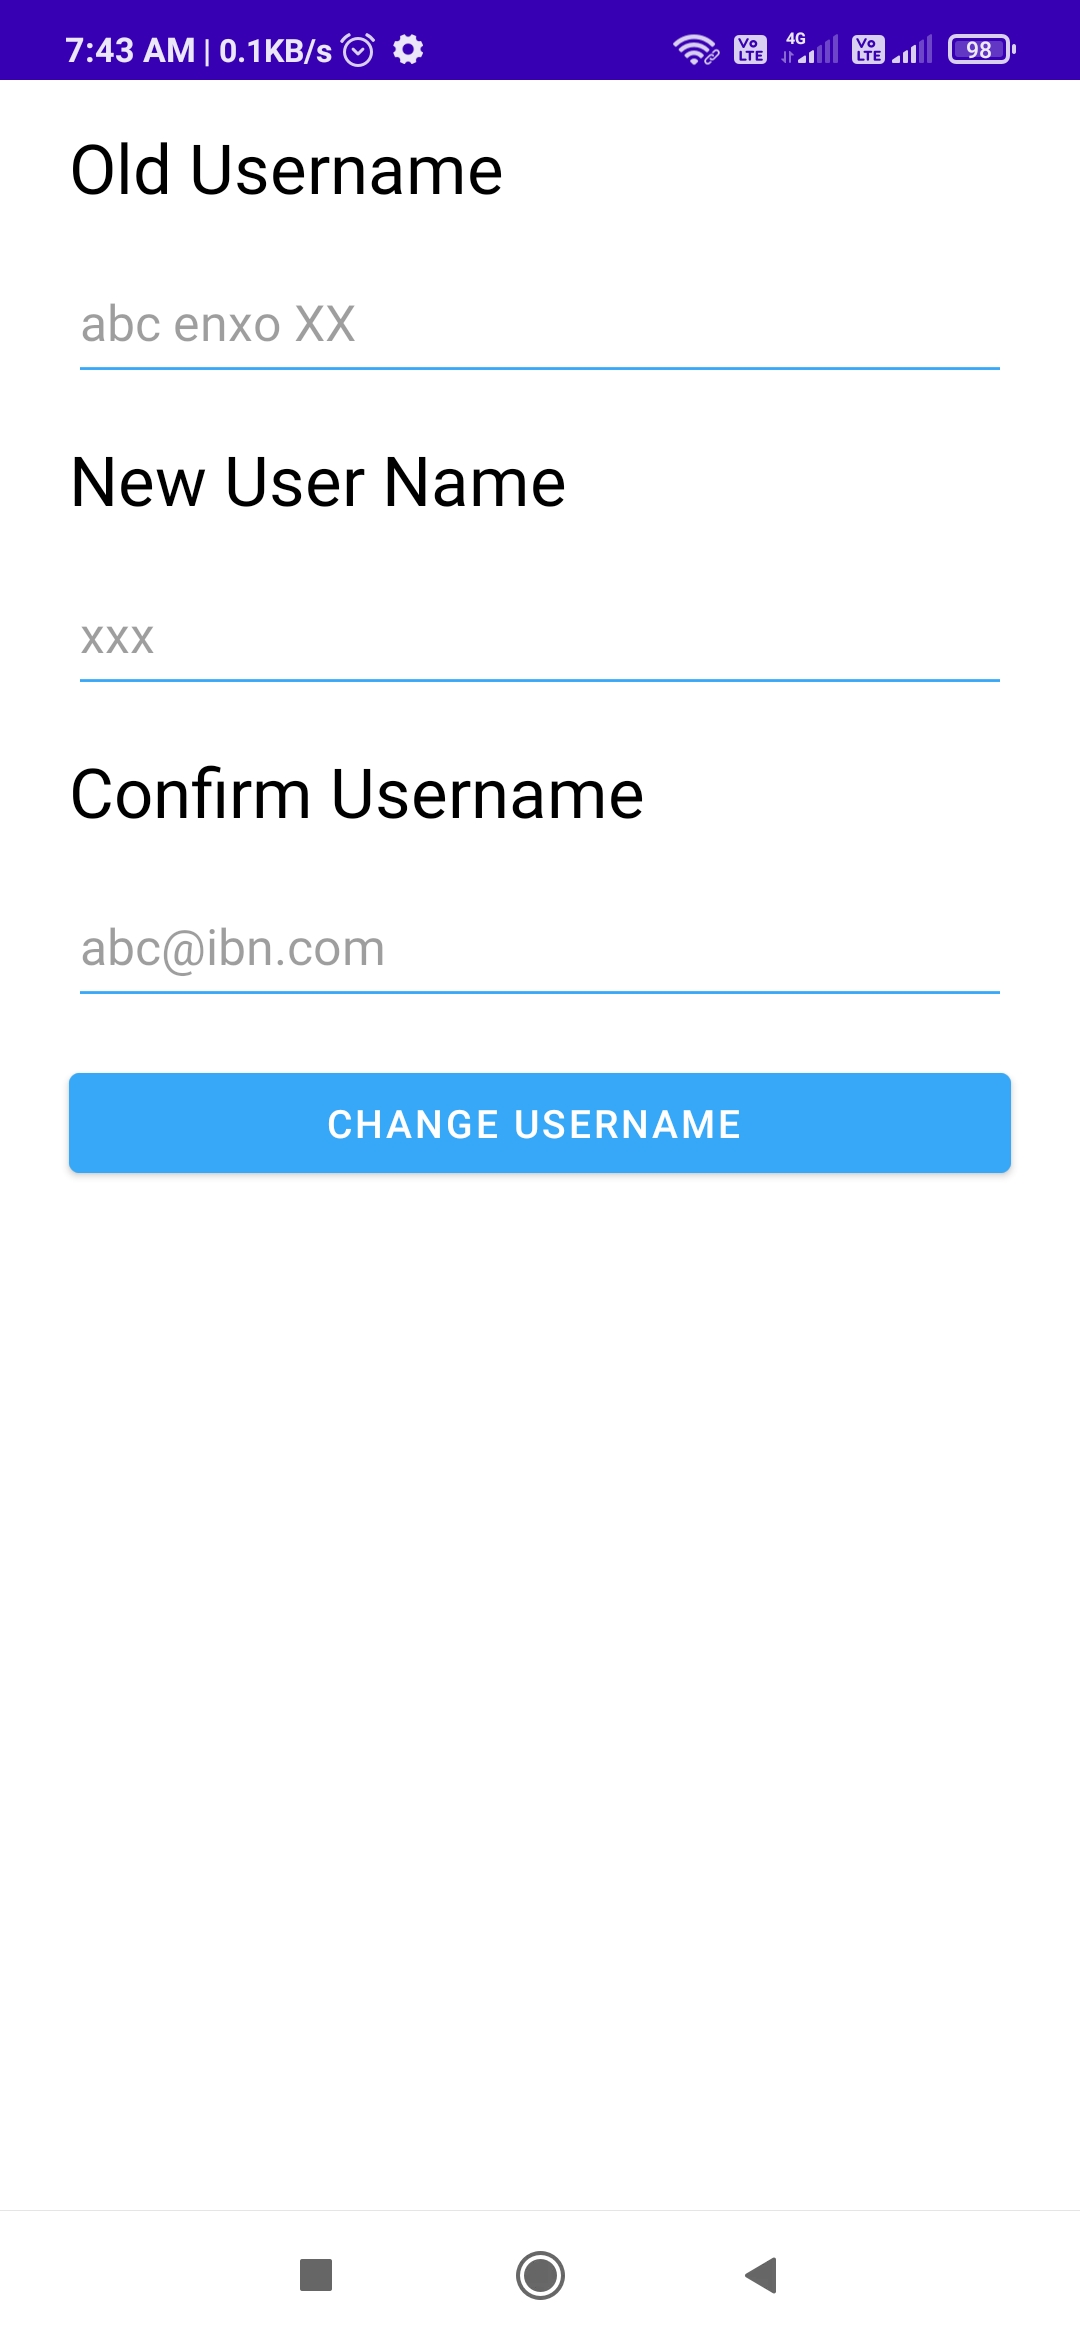 7:43 AM | 0.1KB/s Vo LTE 4G Vo LTE 98
Old Username
abc enxo XX
New User Name
xxx
Confirm Username
abc@ibn.com
CHANGE USERNAME